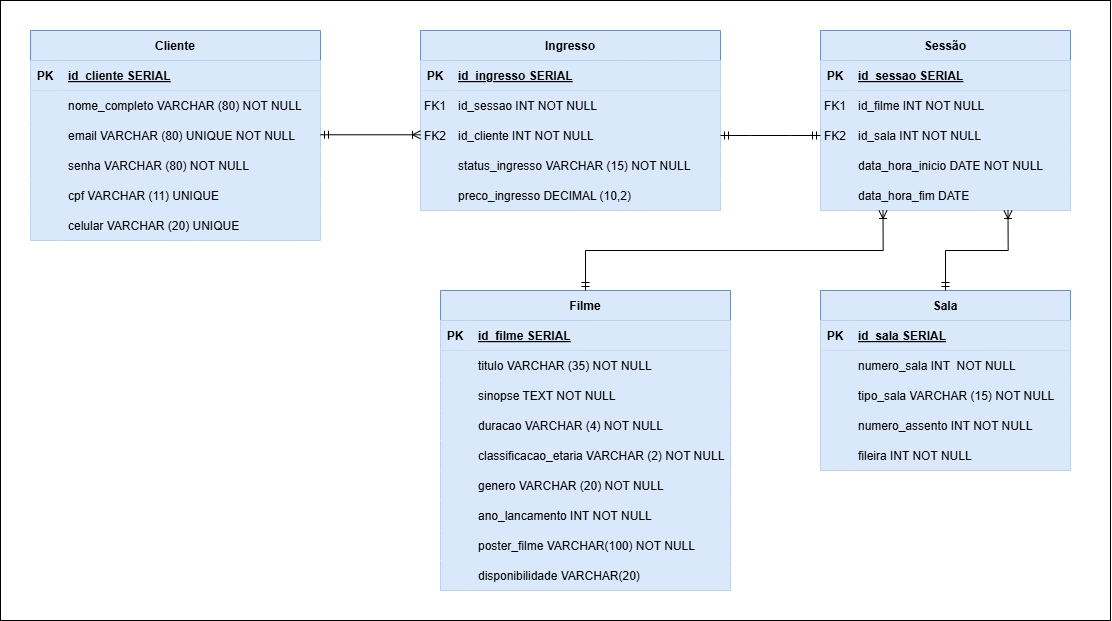 Cliente
PK id_cliente SERIAL
nome_completo VARCHAR (80) NOT NULL
email VARCHAR (80) UNIQUE NOT NULL
senha VARCHAR (80) NOT NULL
cpf VARCHAR (11) UNIQUE
celular VARCHAR (20) UNIQUE
Ingresso
PK id_ingresso SERIAL
FK1 id_sessao INT NOT NULL
FK2 id_cliente INT NOT NULL
status_ingresso VARCHAR (15) NOT NULL
preco_ingresso DECIMAL (10,2)
Sessão
PK id_sessao SERIAL
FK1 id_filme INT NOT NULL
FK2 id_sala INT NOT NULL
data_hora_inicio DATE NOT NULL
data_hora_fim DATE
Filme
PK id_filme SERIAL
titulo VARCHAR (35) NOT NULL
sinopse TEXT NOT NULL
duracao VARCHAR (4) NOT NULL
classificacao_etaria VARCHAR (2) NOT NULL
genero VARCHAR (20) NOT NULL
ano_lancamento INT NOT NULL
poster_filme VARCHAR(100) NOT NULL
disponibilidade VARCHAR(20)
Sala
PK id_sala SERIAL
numero_sala INT  NOT NULL
tipo_sala VARCHAR (15) NOT NULL
numero_assento INT NOT NULL
fileira INT NOT NULL